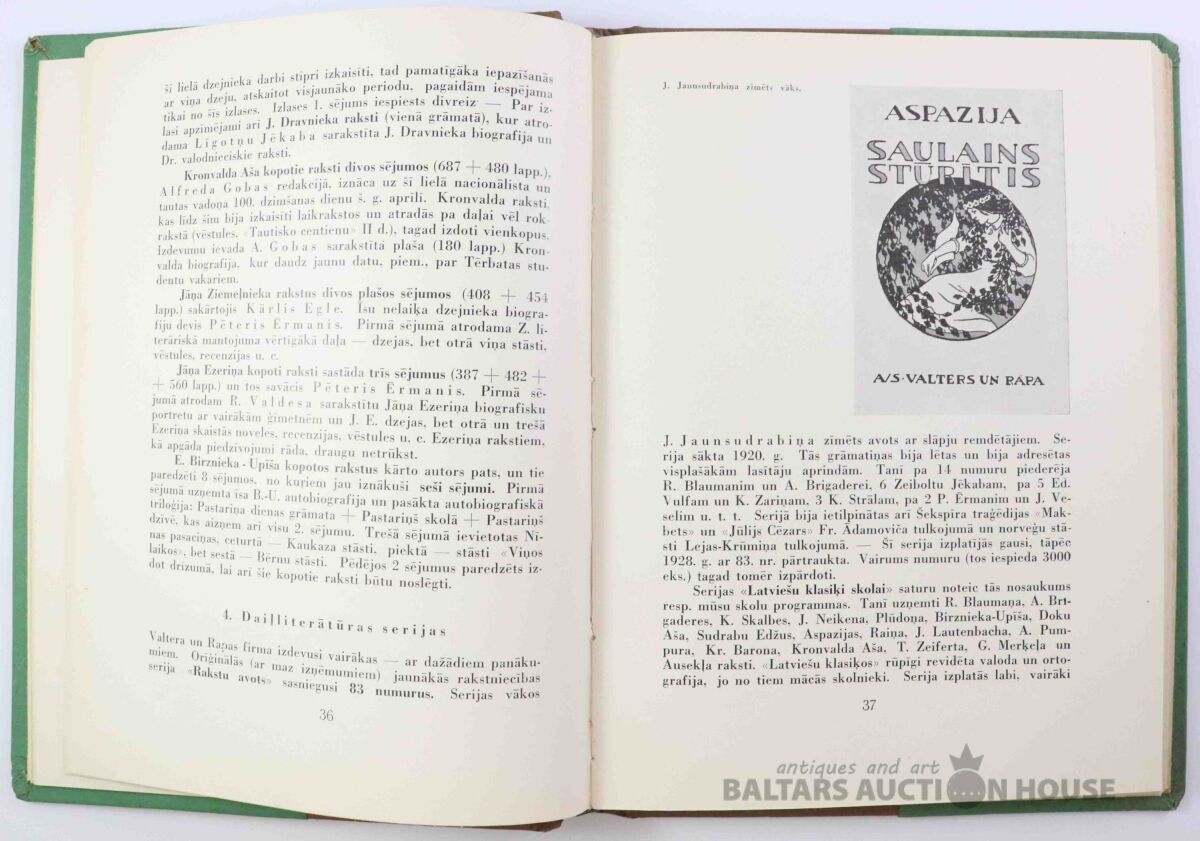 šī lielā dzejnieka darbi stipri izkaisīti, tad pamatīgāka iepazīšanās
ar viņa dzeju, atskaitot visjaunāko periodu, pagaidām iespējama
tikai no šīs izlases. Izlases I. sējums iespiests divreiz — Par iz-
lasi apzīmējami arī J. Dravnieka raksti (vienā grāmatā), kur atro-
dama Līgotņu Jēkaba sarakstīta J. Dravnieka biografija un
Dr. valodnieciskie raksti.
Kronvalda Aša kopotie raksti divos sējumos (687 + 480 lapp.),
Alfreda Gobas redakcijā, iznāca uz šī lielā nacionālista un
tautas vadoņa 100. dzimšanas dienu š. g. aprilī. Kronvalda raksti,
kas līdz šim bija izkaisīti laikrakstos un atradās pa daļai vēl rok-
rakstā (vēstules, «Tautisko centienu» II d.), tagad iziet vienkopus.
Izdevumu ievada A. Gobas sarakstīta plaša (180 lapp.) Kron-
valda biografija, kur daudz jaunu datu, piem., par Tērbatas stu-
dentu vakariem.
Jāņa Ziemeļnieka rakstus divos plašos sējumos (408 + 454
lapp.) sakārtojis Kārlis Egle. Īsu nelaiķa dzejnieka biogra-
fiju devis Pēteris Ērmanis. Pirmā sējumā atrodama Z. li-
terāriskā mantojuma vērtīgākā daļa — dzejas, bet otrā viņa stāsti,
vēstules, recenzijas u. c.
Jāņa Ezeriņa kopoti raksti sastāda trīs sējumus (387 + 482 +
+ 560 lapp.) un tos savācis Pēteris Ērmanis. Pirmā sē-
jumā atrodam R. Valdesa sarakstītu Jāņa Ezeriņa biografisku
portretu ar vairākām ģimetnēm un J. E. dzejas, bet otrā un trešā
Ezeriņa skaistās noveles, recenzijas, vēstules u. c. Ezeriņa rakstiem,
kā apgāda piedzīvojumi rāda, draugu netrūkst.
E. Birznieka-Upīša kopotos rakstus kārto autors pats, un tie
paredzēti 8 sējumos, no kuriem jau iznākuši seši sējumi. Pirmā
sējumā uzņemta īsa B.-U. autobiografija un pasākta autobiografiskā
triloģija: Pastariņa dienas grāmata + Pastariņš skolā + Pastariņš
dzīvē, kas aizņem arī visu 2. sējumu. Trešā sējumā ievietotas Nī-
nas pasaciņas, ceturtā — Kaukaza stāsti, piektā — stāsti «Viņos
laikos», bet sestā — Bērnu stāsti. Pēdējos 2 sējumus paredzēts iz-
dot drīzumā, lai arī šie kopotie raksti būtu noslēgti.
4. Daiļliterātūras serijas
Valtera un Rapas firma izdevusi vairākas — ar dažādiem panāku-
miem. Oriģinālās (ar maz izņēmumiem) jaunākās rakstniecības
serija «Rakstu avots» sasniegusi 83 numurus. Serijas vākos
36
J. Jaunsudrabiņa zīmēts vāks.
ASPAZIJA
SAULAINS
STŪRĪTIS
A/S·VALTERS UN RAPA
J. Jaunsudrabiņa zīmēts avots ar slāpju remdētājiem. Se-
rija sākta 1920. g. Tās grāmatiņas bija lētas un bija adresētas
visplašākām lasītāju aprindām. Tanī pa 14 numuru piederēja
R. Blaumanim un A. Brigaderei, 6 Zeiboltu Jēkabam, pa 5 Ed.
Vulfam un K. Zariņam, 3 K. Strālam, pa 2 P. Ērmanim un J. Ve-
selim u. t. t. Serijā bija ietilpinātas arī Šekspira traģēdijas «Mak-
bets» un «Jūlijs Cēzars» Fr. Ādamoviča tulkojumā un norveģu stā-
sti Lejas-Krūmiņa tulkojumā. — Šī serija izplatījās gausi, tāpēc
1928. g. ar 83. nr. pārtraukta. Vairums numuru (tos iespieda 3000
eks.) tagad tomēr izpārdoti.
Serijas «Latviešu klasiķi skolai» saturu noteic tās nosaukums
resp. mūsu skolu programmas. Tanī uzņemti R. Blaumaņa, A. Bri-
gaderes, K. Skalbes, J. Neikena, Plūdoņa, Birznieka-Upīša, Doku
Aša, Sudrabu Edžus, Aspazijas, Raiņa, J. Lautenbacha, A. Pum-
pura, Kr. Barona, Kronvalda Aša, T. Zeiferta, G. Merķeļa un
Ausekļa raksti. «Latviešu klasiķos» rūpīgi revidēta valoda un orto-
grafija, jo no tiem mācās skolnieki. Serija izplatās labi, vairāki
37
antiques and art
BALTARS AUCTION HOUSE